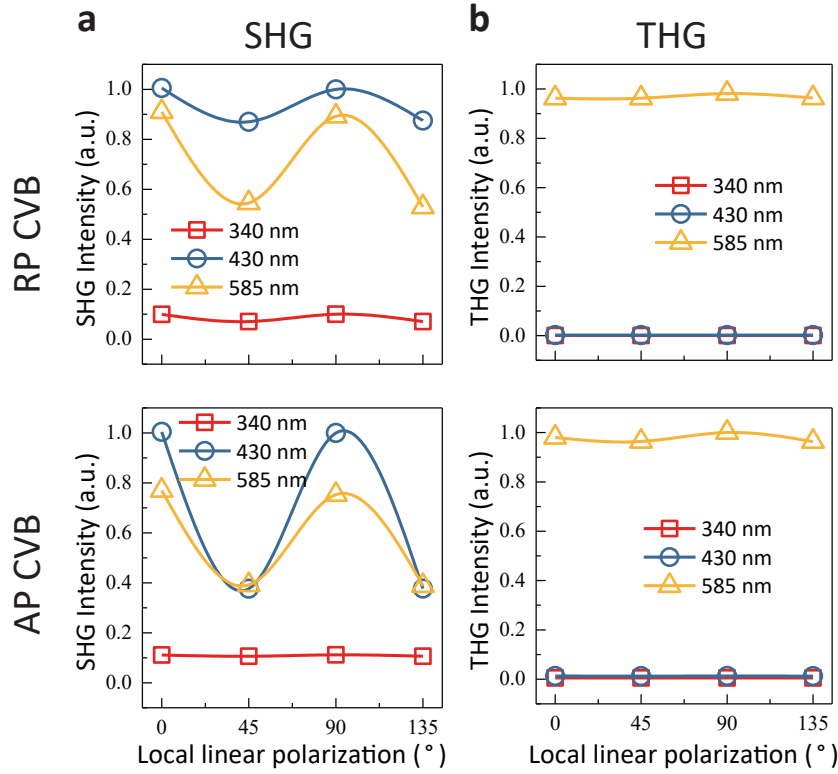 a
SHG
b
THG
RP CVB
SHG Intensity (a.u.)
1.0
0.8
0.6
0.4
0.2
0.0
340 nm
430 nm
585 nm
THG Intensity (a.u.)
1.0
0.8
0.6
0.4
0.2
0.0
340 nm
430 nm
585 nm
AP CVB
SHG Intensity (a.u.)
1.0
0.8
0.6
0.4
0.2
0.0
340 nm
430 nm
585 nm
0 45 90 135
Local linear polarization (°)
THG Intensity (a.u.)
1.0
0.8
0.6
0.4
0.2
0.0
340 nm
430 nm
585 nm
0 45 90 135
Local linear polarization (°)